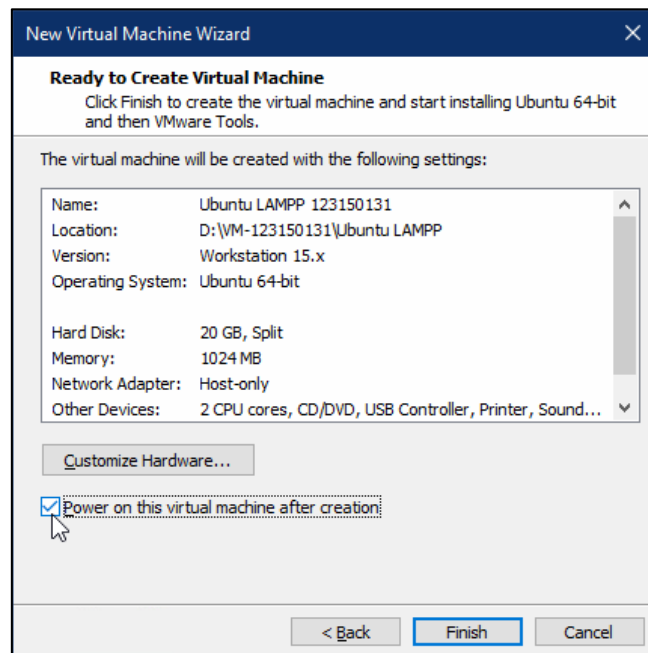 New Virtual Machine Wizard
Ready to Create Virtual Machine
Click Finish to create the virtual machine and start installing Ubuntu 64-bit
and then VMware Tools.
The virtual machine will be created with the following settings:
Name: Ubuntu LAMPP 123150131
Location: D:\VM-123150131\Ubuntu LAMPP
Version: Workstation 15.x
Operating System: Ubuntu 64-bit
Hard Disk: 20 GB, Split
Memory: 1024 MB
Network Adapter: Host-only
Other Devices: 2 CPU cores, CD/DVD, USB Controller, Printer, Sound...
Customize Hardware...
Power on this virtual machine after creation
< Back Finish Cancel